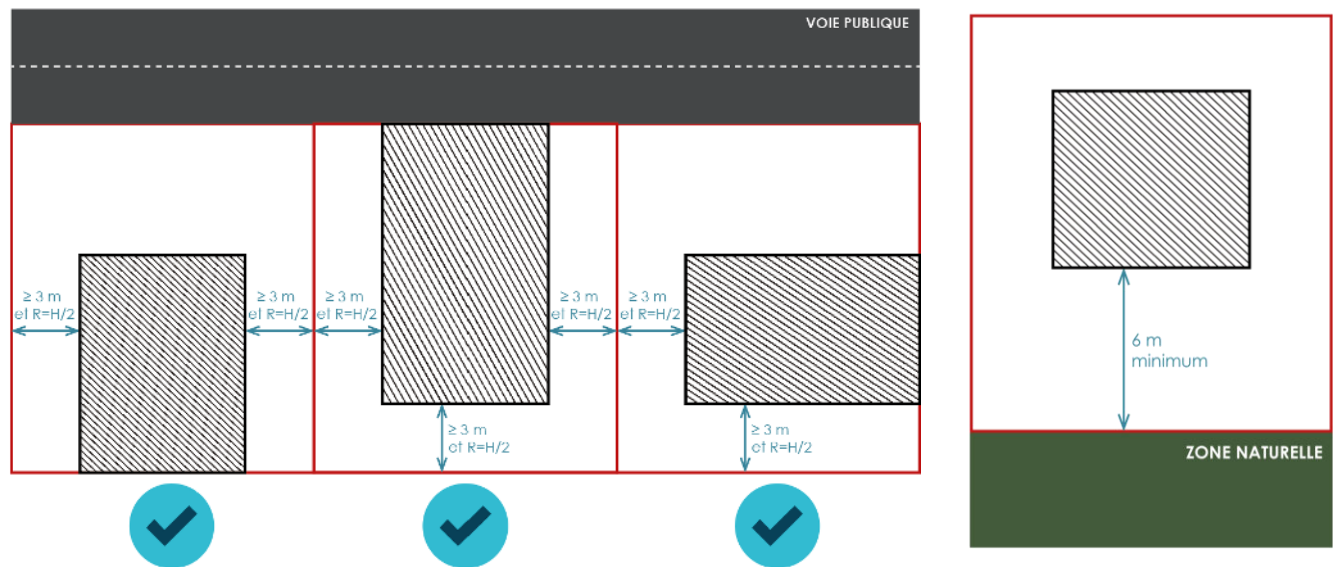 VOIE PUBLIQUE
≥ 3 m
et R=H/2
≥ 3 m
et R=H/2
≥ 3 m
et R=H/2
≥ 3 m
et R=H/2
≥ 3 m
et R=H/2
≥ 3 m
et R=H/2
≥ 3 m
et R=H/2
6 m
minimum
ZONE NATURELLE